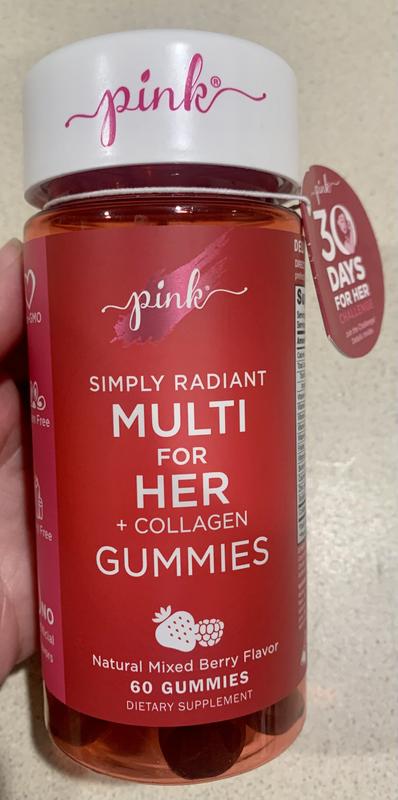 pink®
pink
30
DAYS
FOR HER
CHALLENGE
pink®
SIMPLY RADIANT
MULTI
FOR
HER
+ COLLAGEN
GUMMIES
Natural Mixed Berry Flavor
60 GUMMIES
DIETARY SUPPLEMENT
Free
Free